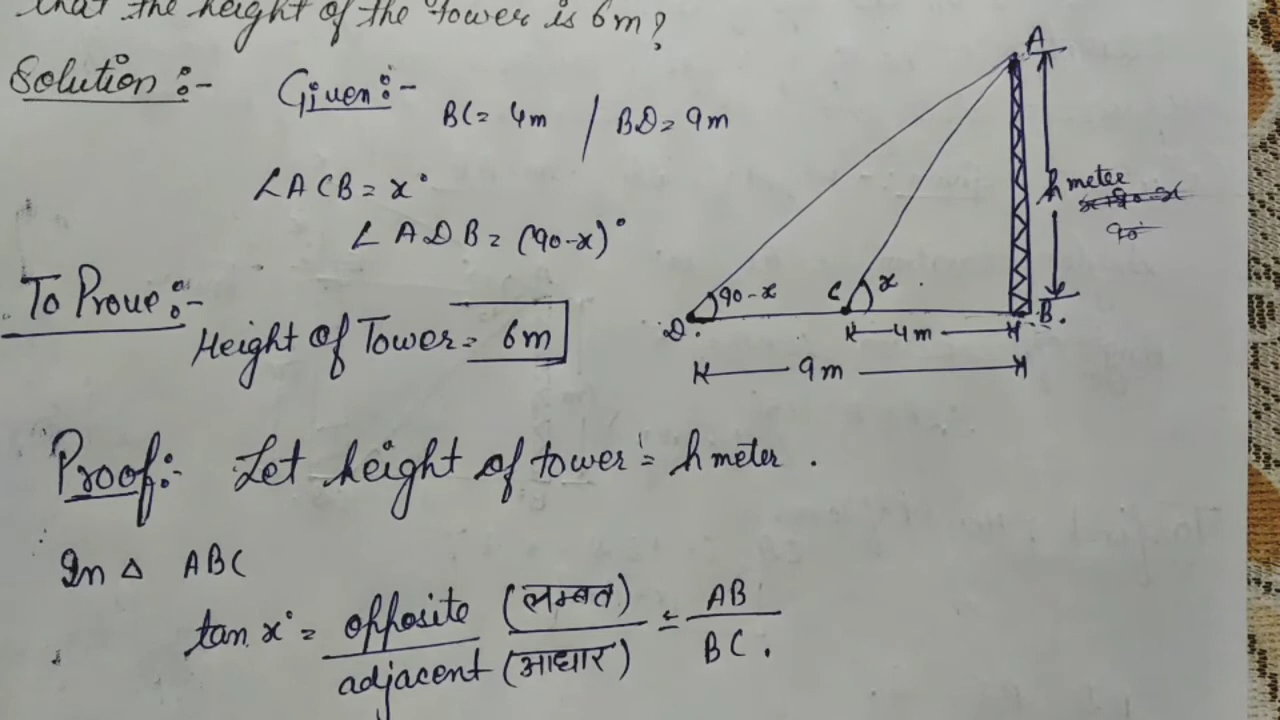 that the height of the tower is 6m?
Solution :-
Given :-
BC = 4m / BD = 9m
∠ACB = x°
∠ADB = (90-x)°
To Prove :-
Height of Tower = 6m
A
h meter
90
D.
90-x
C
x
B.
4m
9m
Proof :- Let height of tower = h meter.
In △ ABC
tan x° = opposite (लम्बत) / adjacent (आधार) = AB / BC.